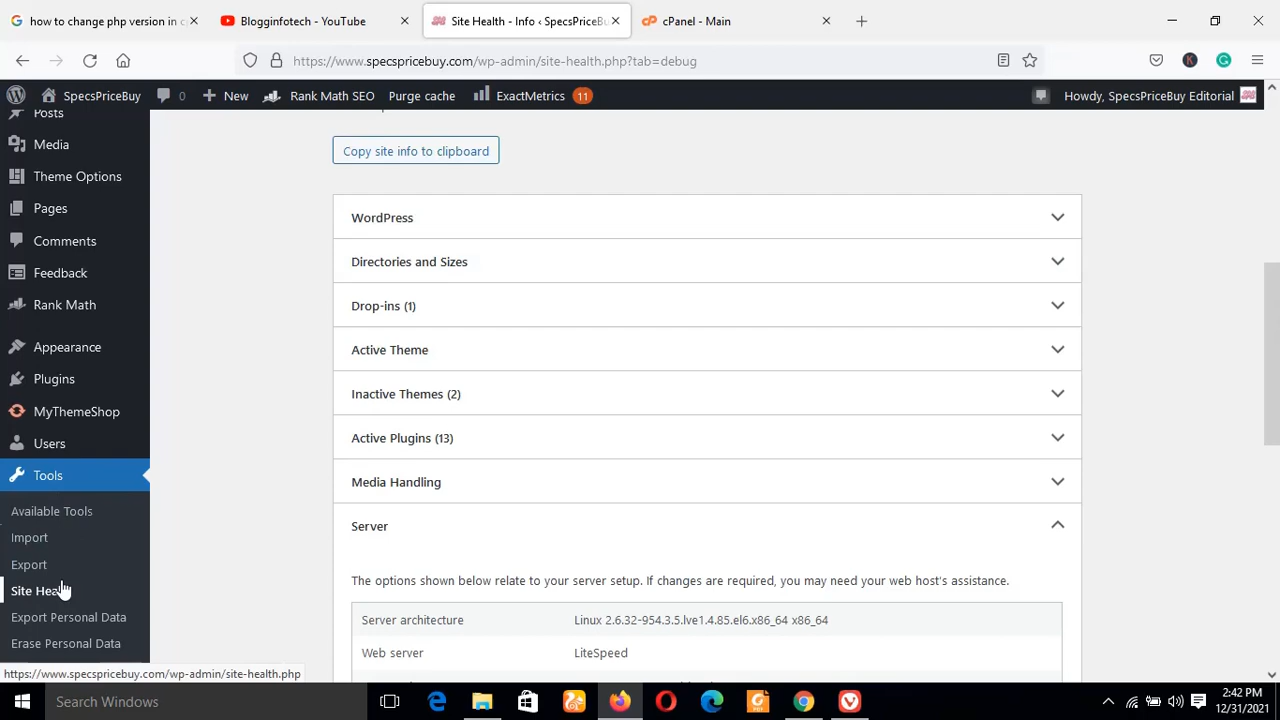 how to change php version in c
Blogginfotech - YouTube
Site Health - Info ‹ SpecsPriceBu
cPanel - Main
https://www.specspricebuy.com/wp-admin/site-health.php?tab=debug
SpecsPriceBuy
0
New
Rank Math SEO
Purge cache
ExactMetrics
11
Howdy, SpecsPriceBuy Editorial
Posts
Media
Theme Options
Pages
Comments
Feedback
Rank Math
Appearance
Plugins
MyThemeShop
Users
Tools
Available Tools
Import
Export
Site Health
Export Personal Data
Erase Personal Data
Copy site info to clipboard
WordPress
Directories and Sizes
Drop-ins (1)
Active Theme
Inactive Themes (2)
Active Plugins (13)
Media Handling
Server
The options shown below relate to your server setup. If changes are required, you may need your web host's assistance.
Server architecture Linux 2.6.32-954.3.5.lve1.4.85.el6.x86_64 x86_64
Web server LiteSpeed
https://www.specspricebuy.com/wp-admin/site-health.php
Search Windows
2:42 PM
12/31/2021